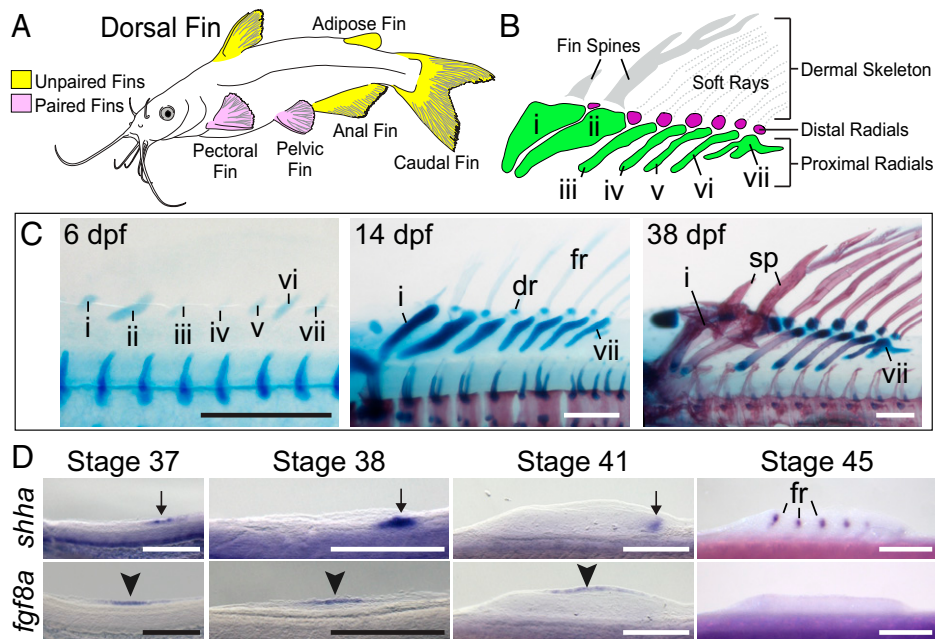 A
Dorsal Fin
Adipose Fin
Unpaired Fins
Paired Fins
Pectoral
Fin
Pelvic
Fin
Anal Fin
Caudal Fin
B
Fin Spines
Soft Rays
Dermal Skeleton
Distal Radials
Proximal Radials
i
ii
iii
iv
v
vi
vii
C
6 dpf
i
ii
iii
iv
v
vi
vii
14 dpf
i
dr
fr
vii
38 dpf
i
sp
vii
D
Stage 37
Stage 38
Stage 41
Stage 45
shha
fr
fgf8a